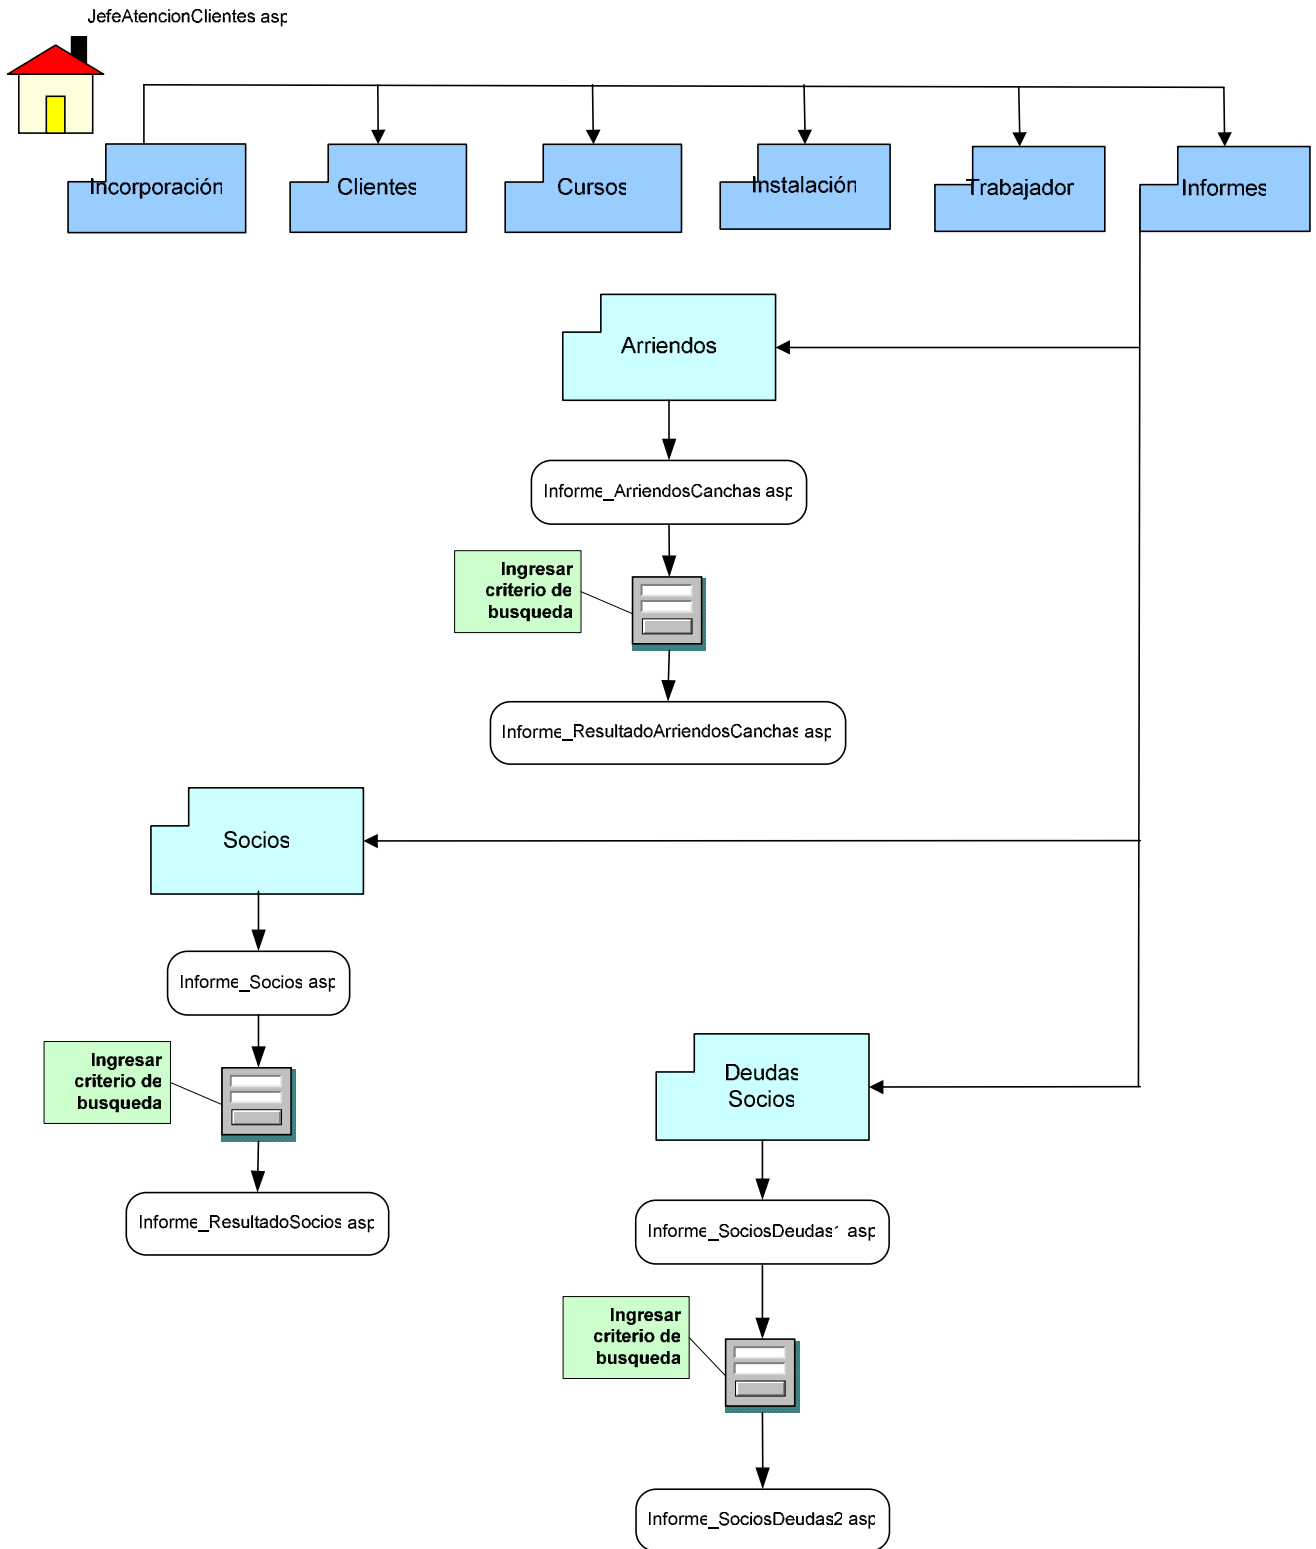 JefeAtencionClientes asp
Incorporación
Clientes
Cursos
Instalación
Trabajador
Informes
Arriendos
Informe_ArriendosCanchas asp
Ingresar
criterio de
busqueda
Informe_ResultadoArriendosCanchas asp
Socios
Informe_Socios asp
Ingresar
criterio de
busqueda
Informe_ResultadoSocios asp
Deudas
Socios
Informe_SociosDeudas1 asp
Ingresar
criterio de
busqueda
Informe_SociosDeudas2 asp